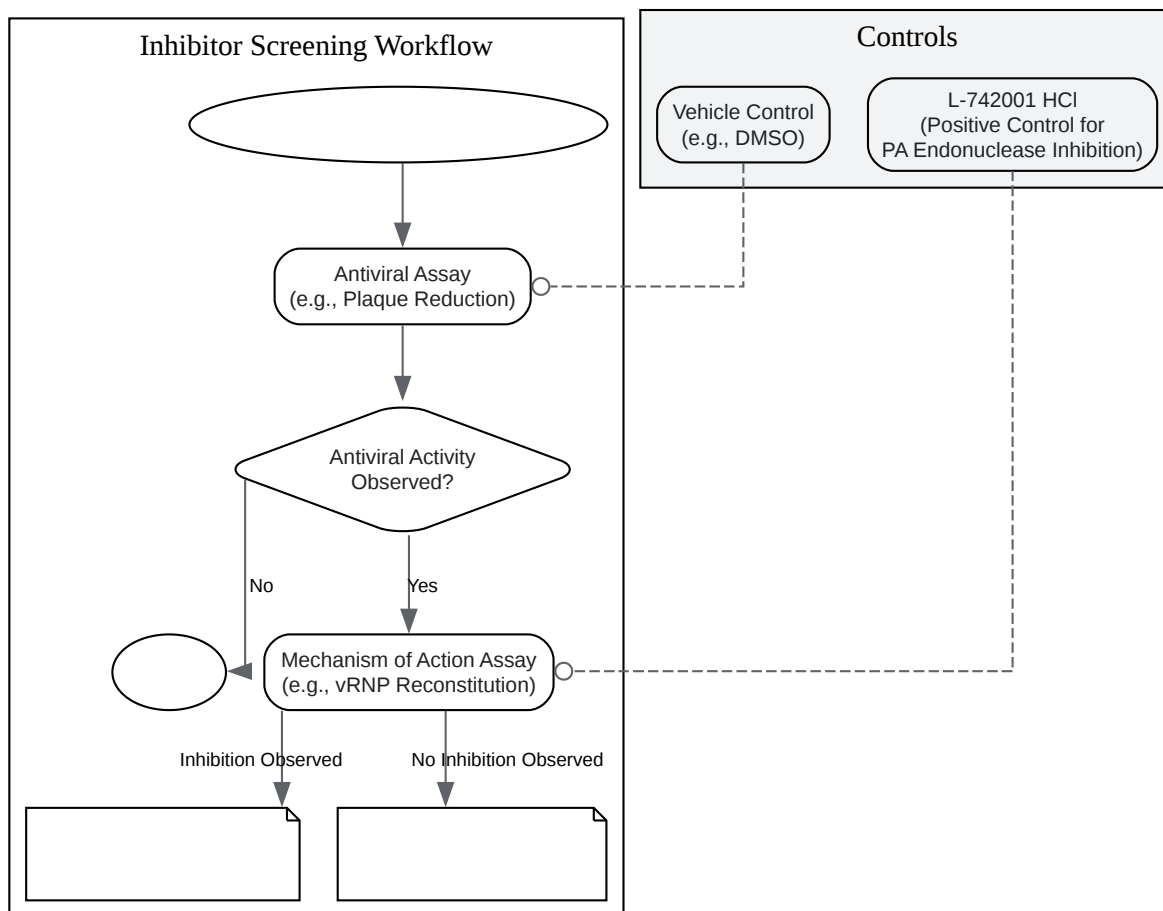 Inhibitor Screening Workflow
Controls
Vehicle Control
(e.g., DMSO)
L-742001 HCl
(Positive Control for
PA Endonuclease Inhibition)
Antiviral Assay
(e.g., Plaque Reduction)
Antiviral Activity
Observed?
No
Yes
Mechanism of Action Assay
(e.g., vRNP Reconstitution)
Inhibition Observed
No Inhibition Observed